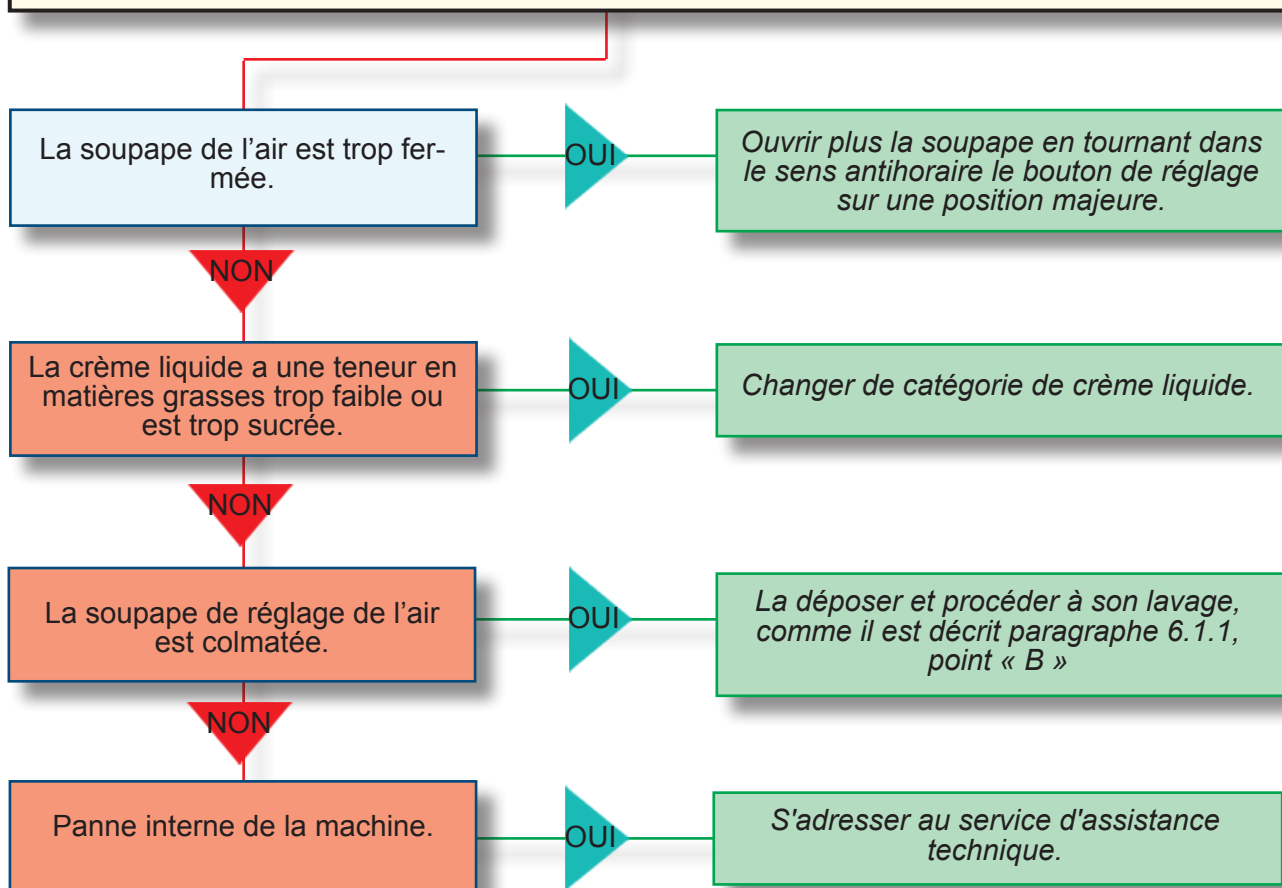 La soupape de l’air est trop fer-
mée.
OUI
Ouvrir plus la soupape en tournant dans
le sens antihoraire le bouton de réglage
sur une position majeure.
NON
La crème liquide a une teneur en
matières grasses trop faible ou
est trop sucrée.
OUI
Changer de catégorie de crème liquide.
NON
La soupape de réglage de l’air
est colmatée.
OUI
La déposer et procéder à son lavage,
comme il est décrit paragraphe 6.1.1,
point « B »
NON
Panne interne de la machine.
OUI
S'adresser au service d'assistance
technique.